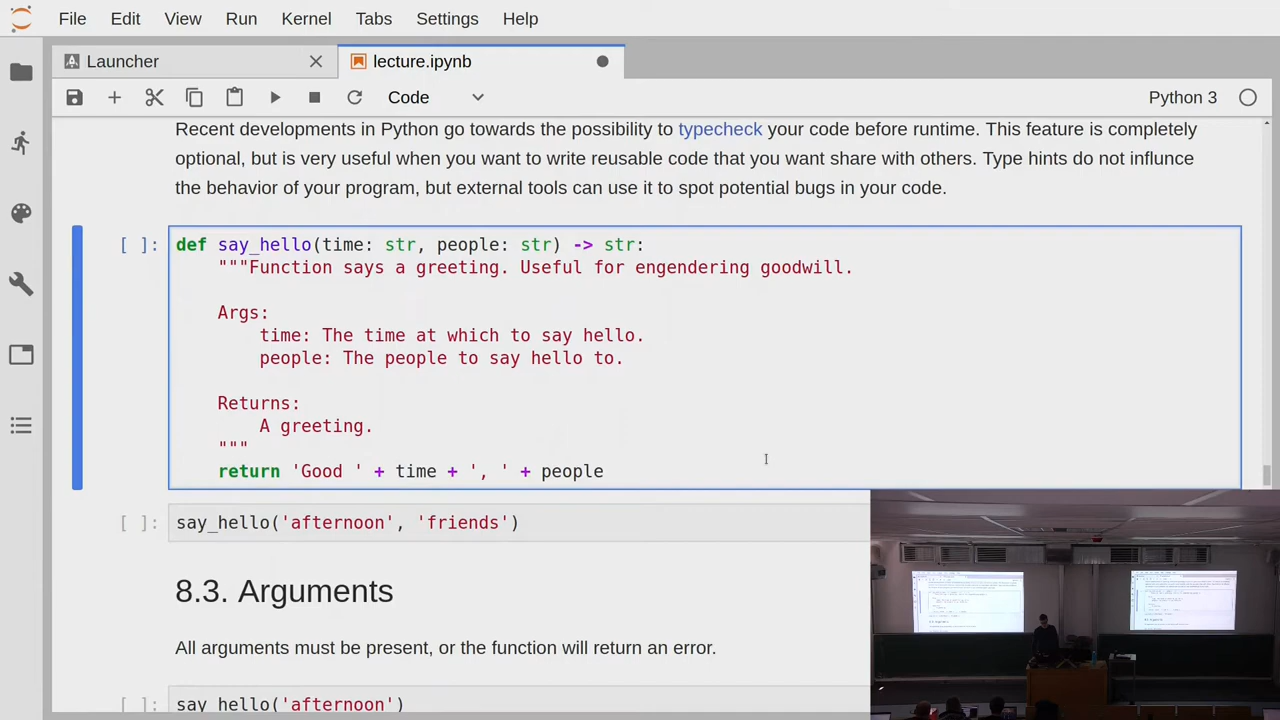 File Edit View Run Kernel Tabs Settings Help
Launcher lecture.ipynb
Code Python 3
Recent developments in Python go towards the possibility to typecheck your code before runtime. This feature is completely
optional, but is very useful when you want to write reusable code that you want share with others. Type hints do not influnce
the behavior of your program, but external tools can use it to spot potential bugs in your code.
[ ]: def say_hello(time: str, people: str) -> str:
"""Function says a greeting. Useful for engendering goodwill.
Args:
time: The time at which to say hello.
people: The people to say hello to.
Returns:
A greeting.
"""
return 'Good ' + time + ', ' + people
[ ]: say_hello('afternoon', 'friends')
8.3. Arguments
All arguments must be present, or the function will return an error.
[ ]: say_hello('afternoon')